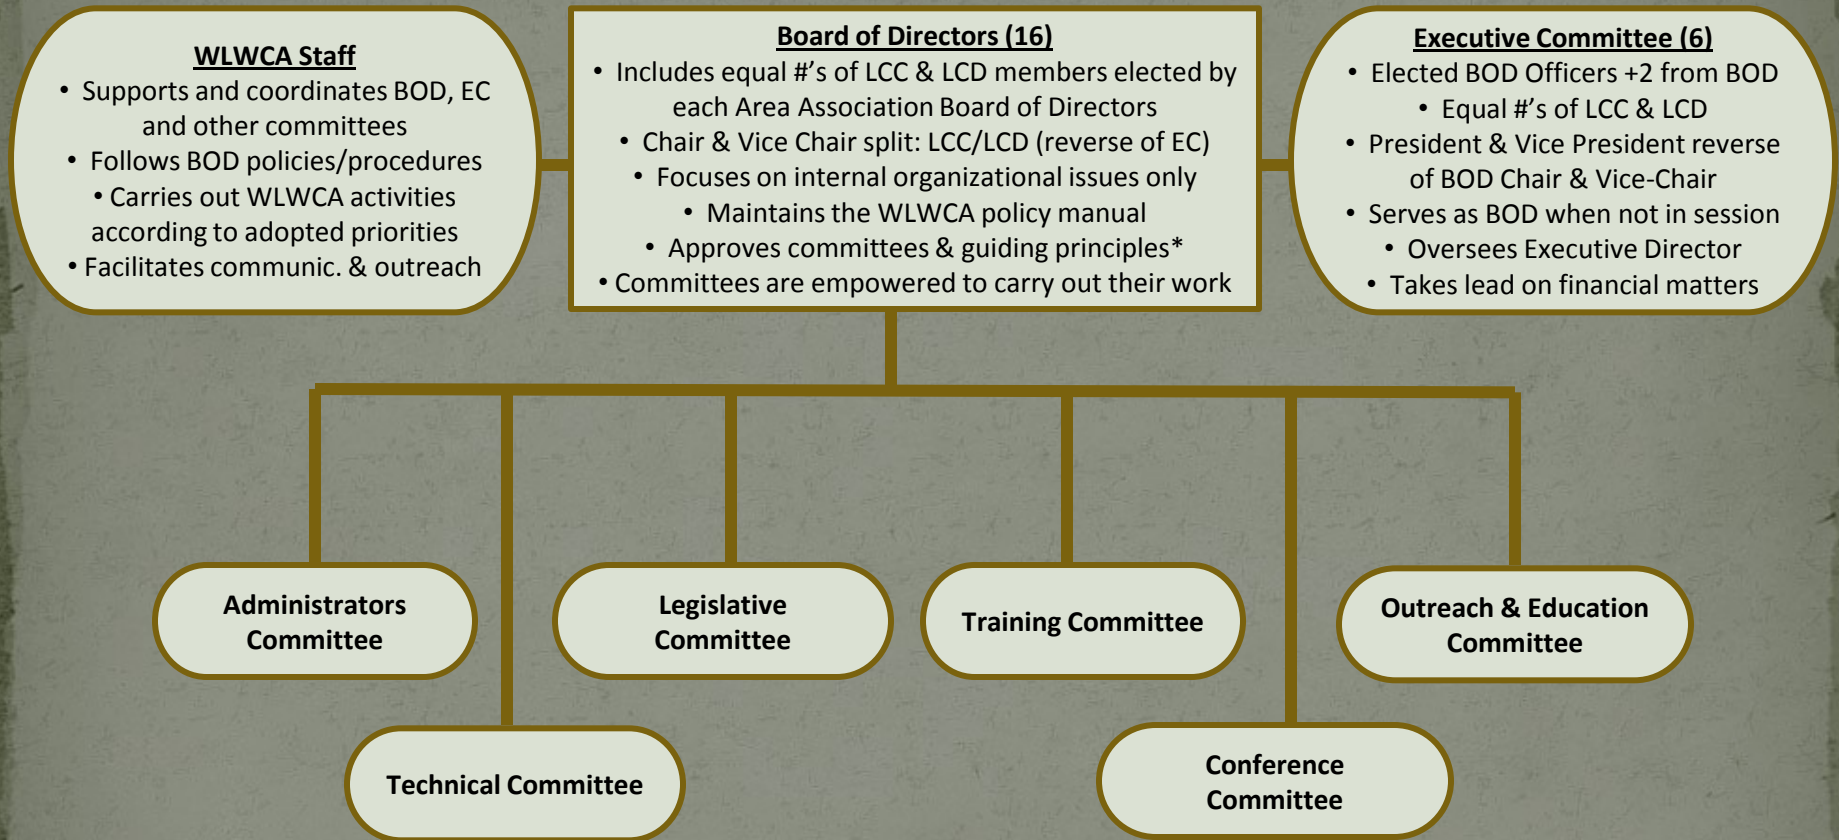 WLWCA Staff
• Supports and coordinates BOD, EC
and other committees
• Follows BOD policies/procedures
• Carries out WLWCA activities
according to adopted priorities
• Facilitates communic. & outreach
Board of Directors (16)
• Includes equal #'s of LCC & LCD members elected by
each Area Association Board of Directors
• Chair & Vice Chair split: LCC/LCD (reverse of EC)
• Focuses on internal organizational issues only
• Maintains the WLWCA policy manual
• Approves committees & guiding principles*
• Committees are empowered to carry out their work
Executive Committee (6)
• Elected BOD Officers +2 from BOD
• Equal #'s of LCC & LCD
• President & Vice President reverse
of BOD Chair & Vice-Chair
• Serves as BOD when not in session
• Oversees Executive Director
• Takes lead on financial matters
Administrators
Committee
Legislative
Committee
Training Committee
Outreach & Education
Committee
Technical Committee
Conference
Committee